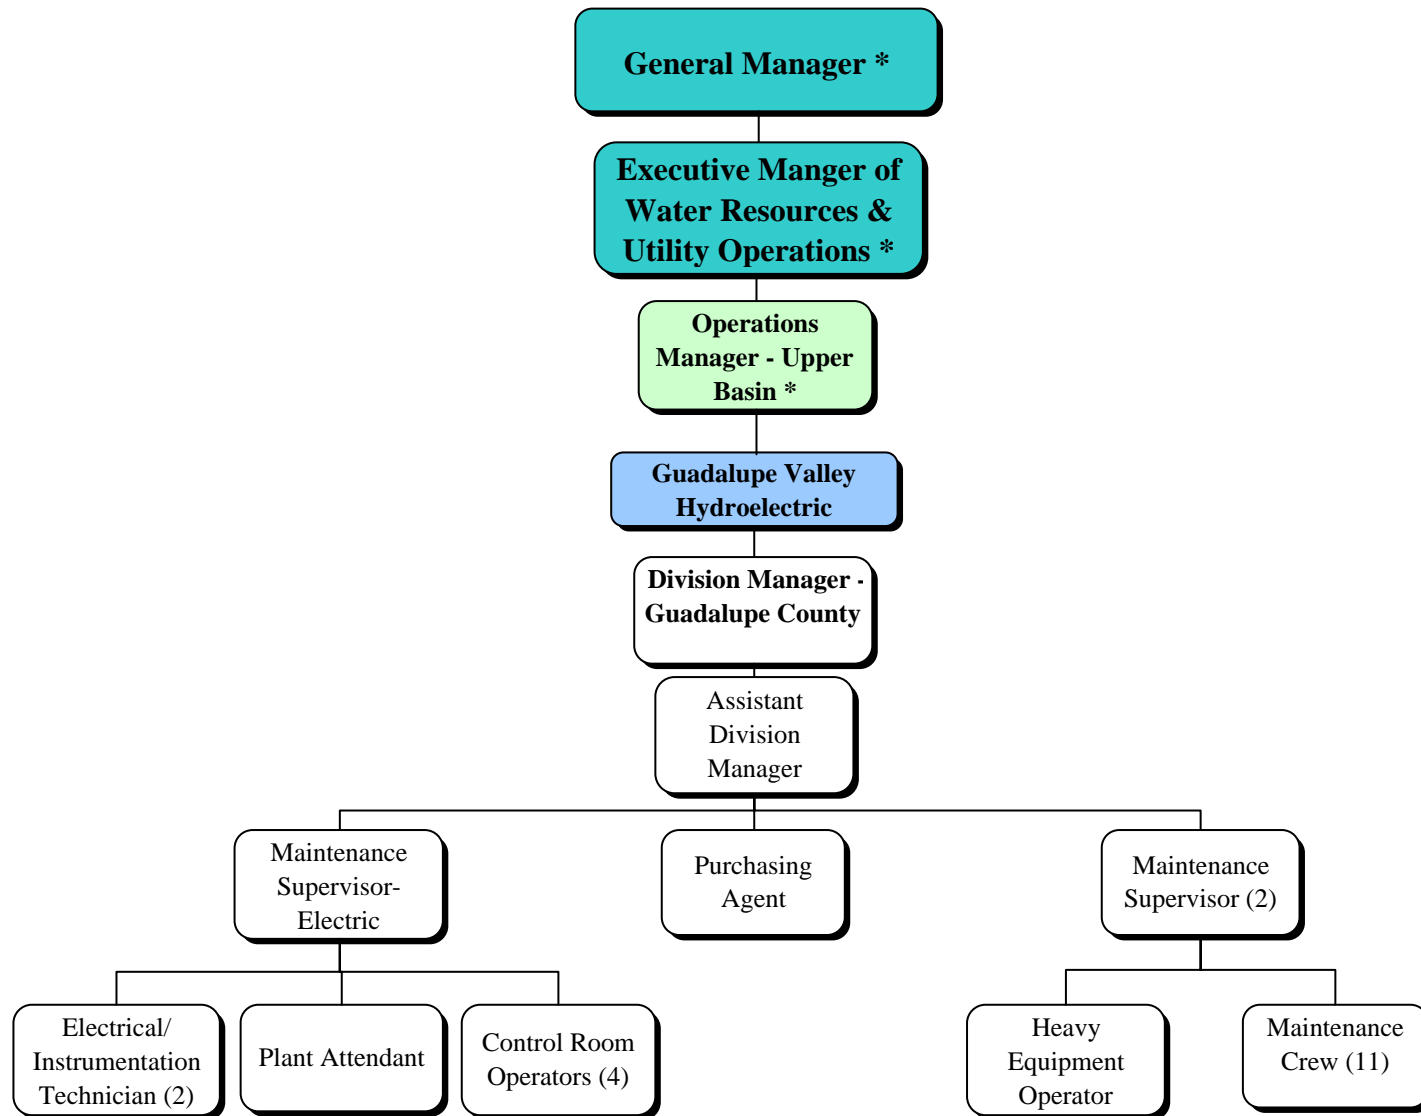 General Manager *
Executive Manger of
Water Resources &
Utility Operations *
Operations
Manager - Upper
Basin *
Guadalupe Valley
Hydroelectric
Division Manager -
Guadalupe County
Assistant
Division
Manager
Maintenance
Supervisor-
Electric
Purchasing
Agent
Maintenance
Supervisor (2)
Electrical/
Instrumentation
Technician (2)
Plant Attendant
Control Room
Operators (4)
Heavy
Equipment
Operator
Maintenance
Crew (11)